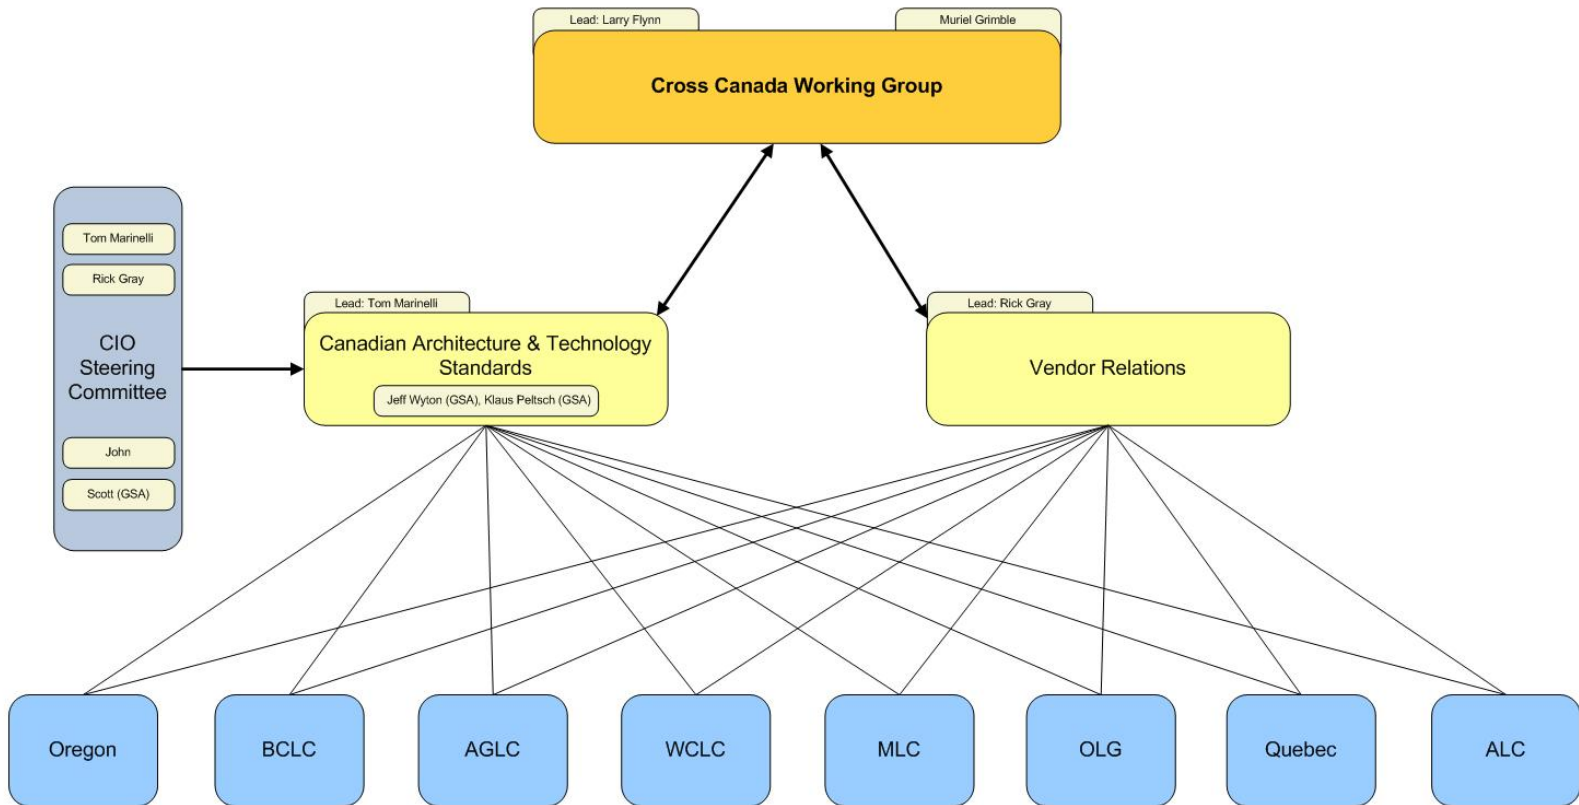 Lead: Larry Flynn
Muriel Grimble
Cross Canada Working Group
Tom Marinelli
Rick Gray
CIO
Steering
Committee
John
Scott (GSA)
Lead: Tom Marinelli
Canadian Architecture & Technology
Standards
Jeff Wyton (GSA), Klaus Peltsch (GSA)
Lead: Rick Gray
Vendor Relations
Oregon
BCLC
AGLC
WCLC
MLC
OLG
Quebec
ALC